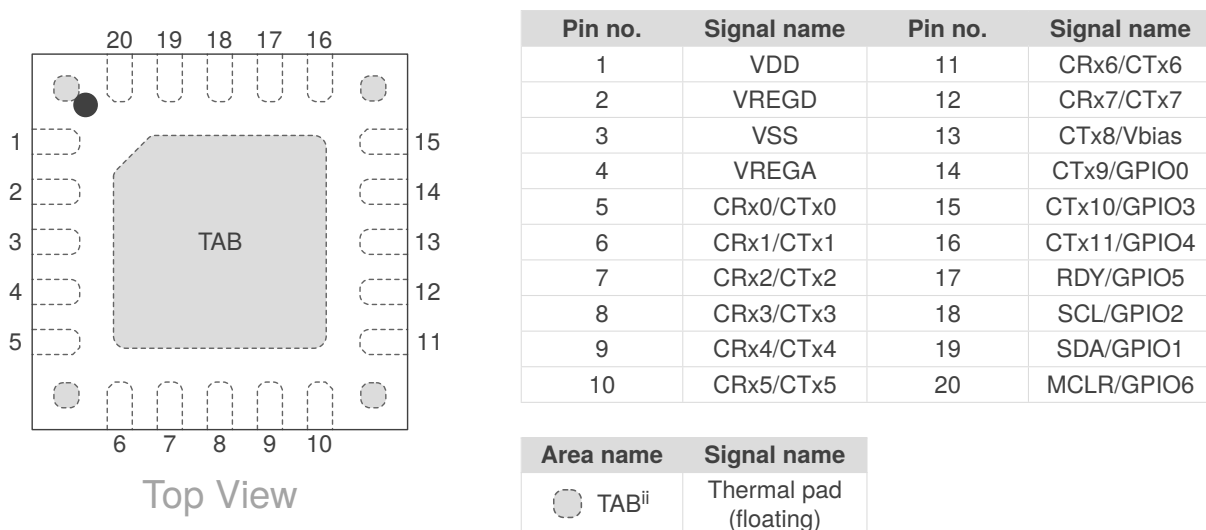 20 19 18 17 16
1
2
3
4
5
TAB
15
14
13
12
11
6 7 8 9 10
Top View
Pin no. Signal name Pin no. Signal name
1 VDD 11 CRx6/CTx6
2 VREGD 12 CRx7/CTx7
3 VSS 13 CTx8/Vbias
4 VREGA 14 CTx9/GPIO0
5 CRx0/CTx0 15 CTx10/GPIO3
6 CRx1/CTx1 16 CTx11/GPIO4
7 CRx2/CTx2 17 RDY/GPIO5
8 CRx3/CTx3 18 SCL/GPIO2
9 CRx4/CTx4 19 SDA/GPIO1
10 CRx5/CTx5 20 MCLR/GPIO6
Area name Signal name
TABii Thermal pad
(floating)